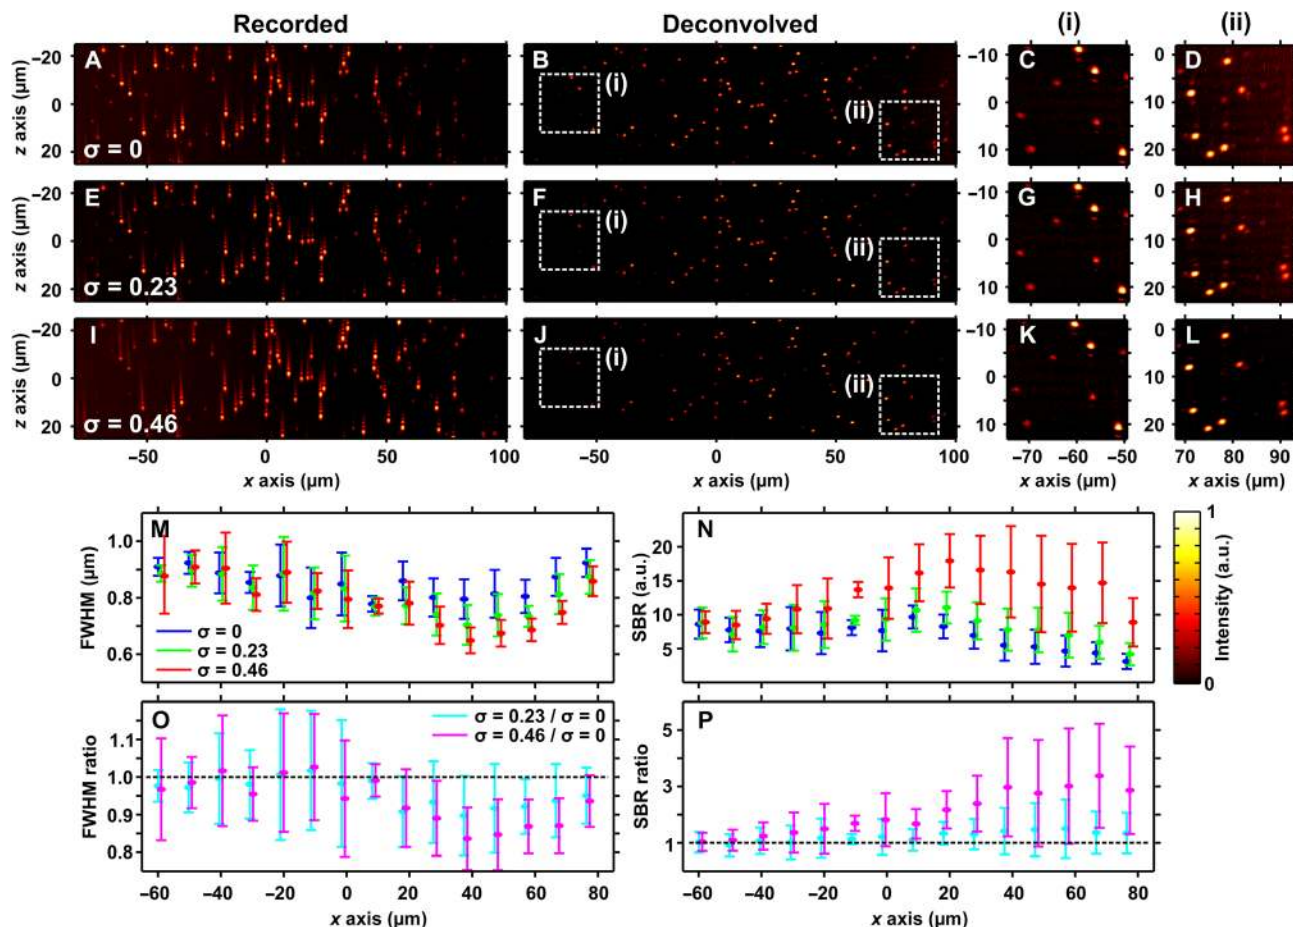 Recorded
Deconvolved
(i)
(ii)
A
B
C
D
(i)
(ii)
−20
0
20
z axis (µm)
σ = 0
−10
0
10
0
10
20
E
F
G
H
(i)
(ii)
−20
0
20
z axis (µm)
σ = 0.23
−10
0
10
0
10
20
I
J
K
L
(i)
(ii)
−20
0
20
z axis (µm)
σ = 0.46
−10
0
10
0
10
20
−50 0 50 100
−50 0 50 100
−70 −60 −50
70 80 90
x axis (µm)
x axis (µm)
x axis (µm)
x axis (µm)
M
1.0
0.8
0.6
FWHM (µm)
σ = 0
σ = 0.23
σ = 0.46
N
20
15
10
5
SBR (a.u.)
1
0
Intensity (a.u.)
O
1.1
1.0
0.9
0.8
FWHM ratio
σ = 0.23 / σ = 0
σ = 0.46 / σ = 0
P
5
3
1
SBR ratio
−60 −40 −20 0 20 40 60 80
−60 −40 −20 0 20 40 60 80
x axis (µm)
x axis (µm)